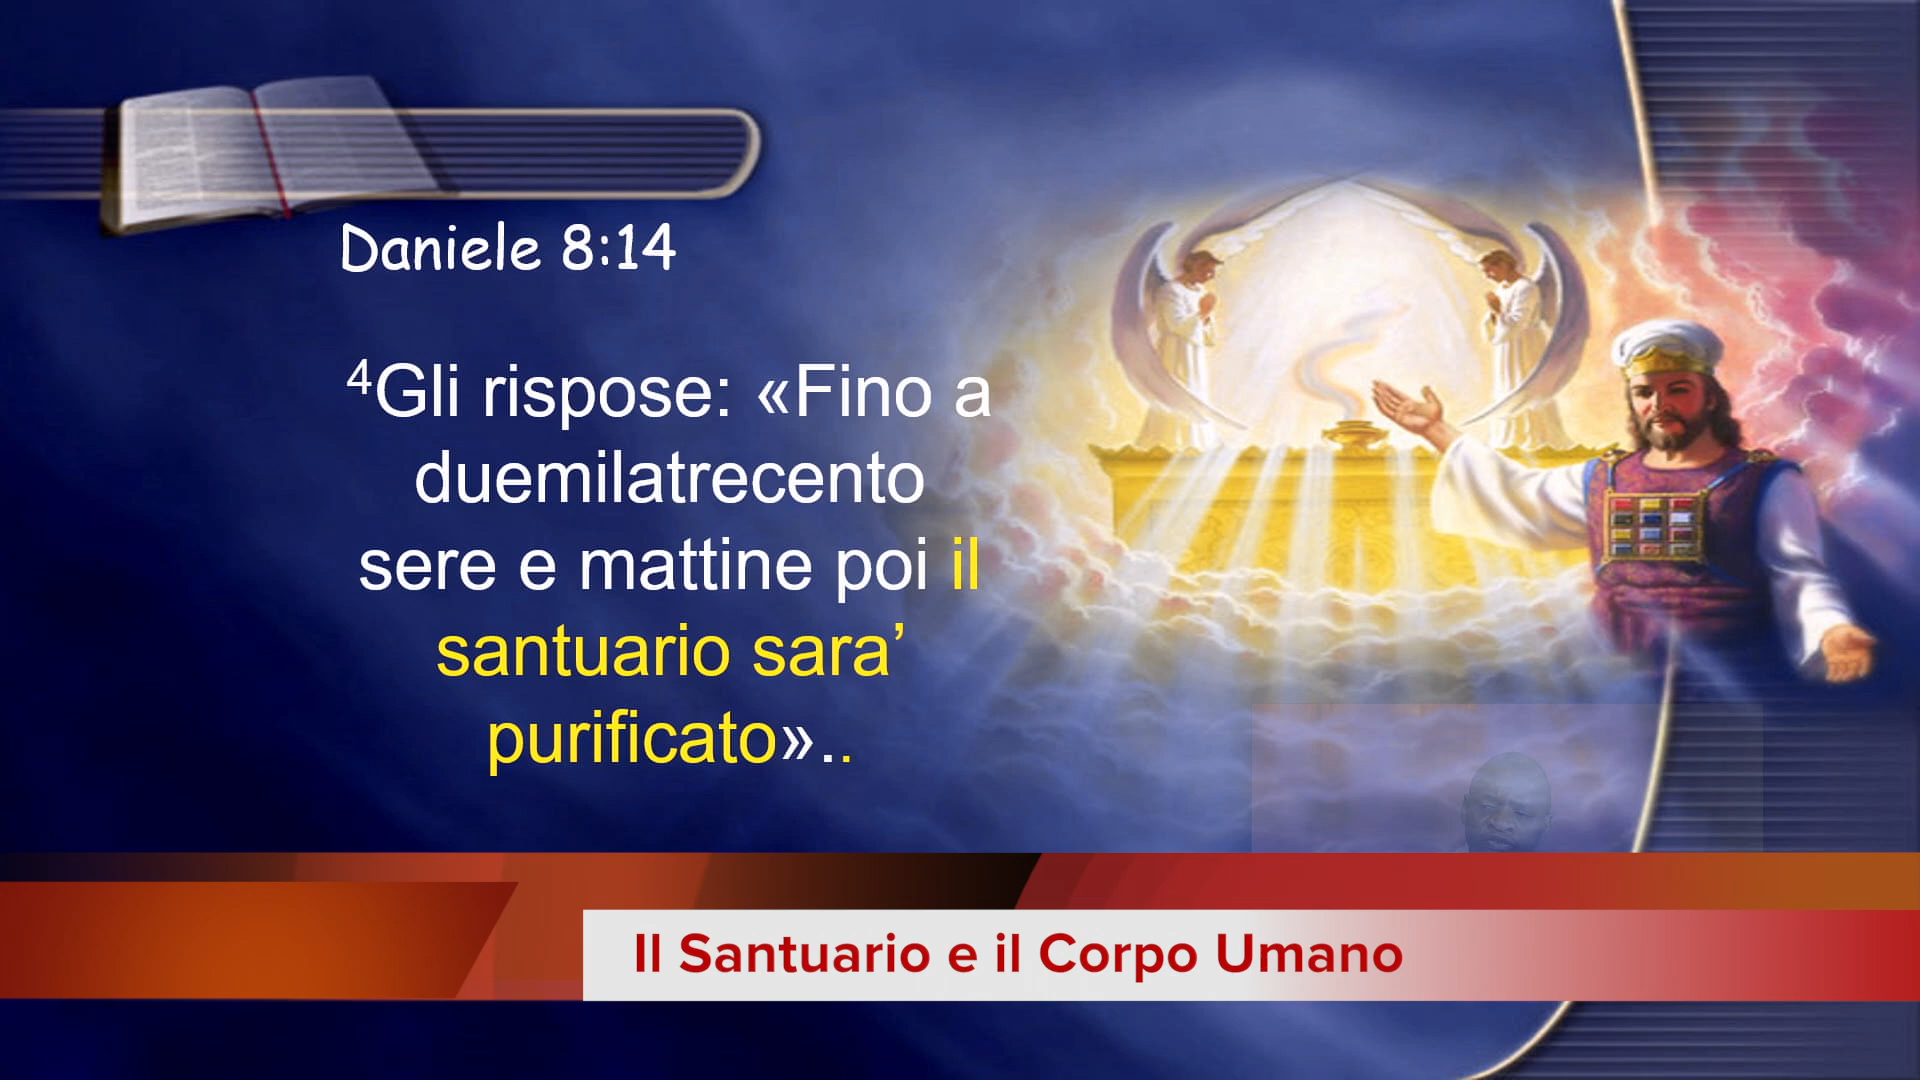 Daniele 8:14
⁴Gli rispose: «Fino a
duemilatrecento
sere e mattine poi il
santuario sara’
purificato»..
Il Santuario e il Corpo Umano